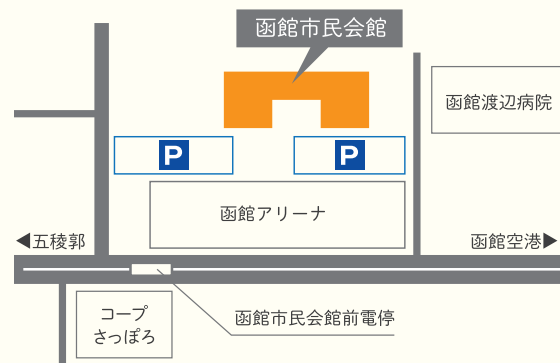 函館市民会館
函館渡辺病院
P
P
函館アリーナ
◀五稜郭
函館空港▶
コープ
さっぽろ
函館市民会館前電停